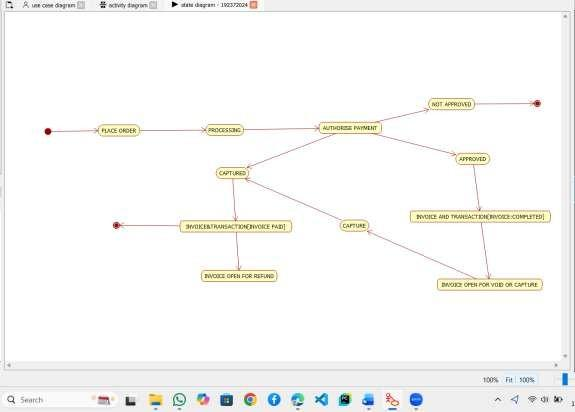 use case diagram
activity diagram
state diagram - 192372024
NOT APPROVED
PLACE ORDER
PROCESSING
AUTHORISE PAYMENT
APPROVED
CAPTURED
INVOICE AND TRANSACTION[INVOICE:COMPLETED]
INVOICE&TRANSACTION[INVOICE PAID]
CAPTURE
INVOICE OPEN FOR REFUND
INVOICE OPEN FOR VOID OR CAPTURE
100% Fit 100%
Search
1